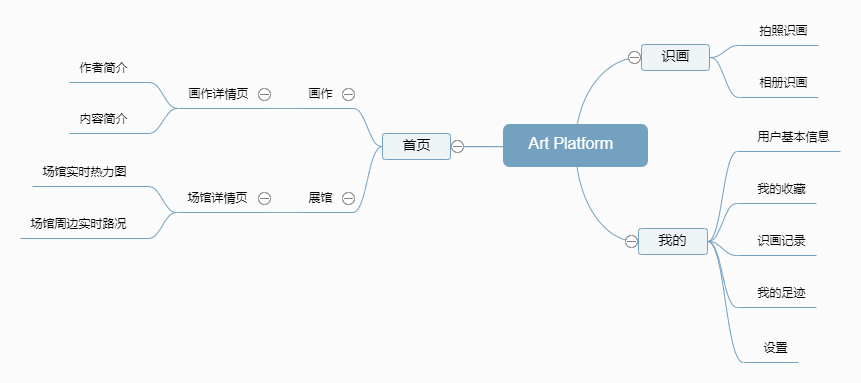 Art Platform
首页
画作
画作详情页
作者简介
内容简介
展馆
场馆详情页
场馆实时热力图
场馆周边实时路况
识画
拍照识画
相册识画
我的
用户基本信息
我的收藏
识画记录
我的足迹
设置